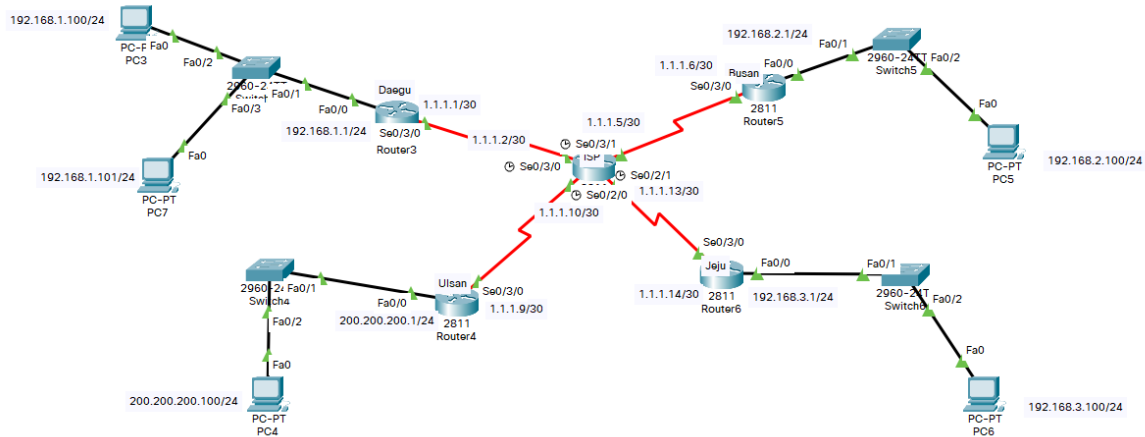 192.168.1.100/24
PC-P
PC3
Fa0
Fa0/2
2960-24TT
Switch
Fa0/1
Fa0/3
Fa0
192.168.1.101/24
PC-PT
PC7
Daegu
Fa0/0
192.168.1.1/24
1.1.1.1/30
Se0/3/0
Router3
1.1.1.2/30
Se0/3/0
1.1.1.5/30
Se0/3/1
ISP
Se0/2/1
Se0/2/0
1.1.1.13/30
1.1.1.10/30
1.1.1.6/30
Se0/3/0
Busan
Fa0/0
2811
Router5
192.168.2.1/24
Fa0/1
2960-24TT
Switch5
Fa0/2
Fa0
192.168.2.100/24
PC-PT
PC5
Ulsan
Se0/3/0
1.1.1.9/30
2811
Router4
Fa0/0
200.200.200.1/24
Fa0/1
Switch4
Fa0/2
Fa0
200.200.200.100/24
PC-PT
PC4
Se0/3/0
Jeju
1.1.1.14/30
2811
Router6
Fa0/0
192.168.3.1/24
Fa0/1
2960-24T
Switch6
Fa0/2
Fa0
192.168.3.100/24
PC-PT
PC6